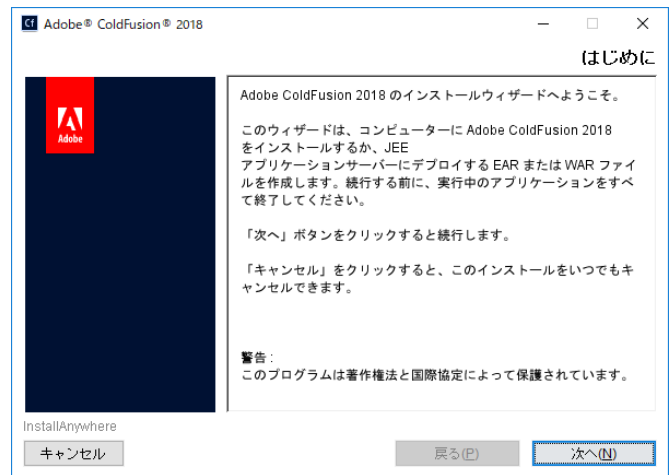 Adobe® ColdFusion® 2018
はじめに
Adobe
Adobe ColdFusion 2018 のインストールウィザードへようこそ。
このウィザードは、コンピューターに Adobe ColdFusion 2018
をインストールするか、JEE
アプリケーションサーバーにデプロイする EAR または WAR ファイ
ルを作成します。続行する前に、実行中のアプリケーションをすべ
て終了してください。
「次へ」ボタンをクリックすると続行します。
「キャンセル」をクリックすると、このインストールをいつでもキ
ャンセルできます。
警告 :
このプログラムは著作権法と国際協定によって保護されています。
InstallAnywhere
キャンセル
戻る(P)
次へ(N)